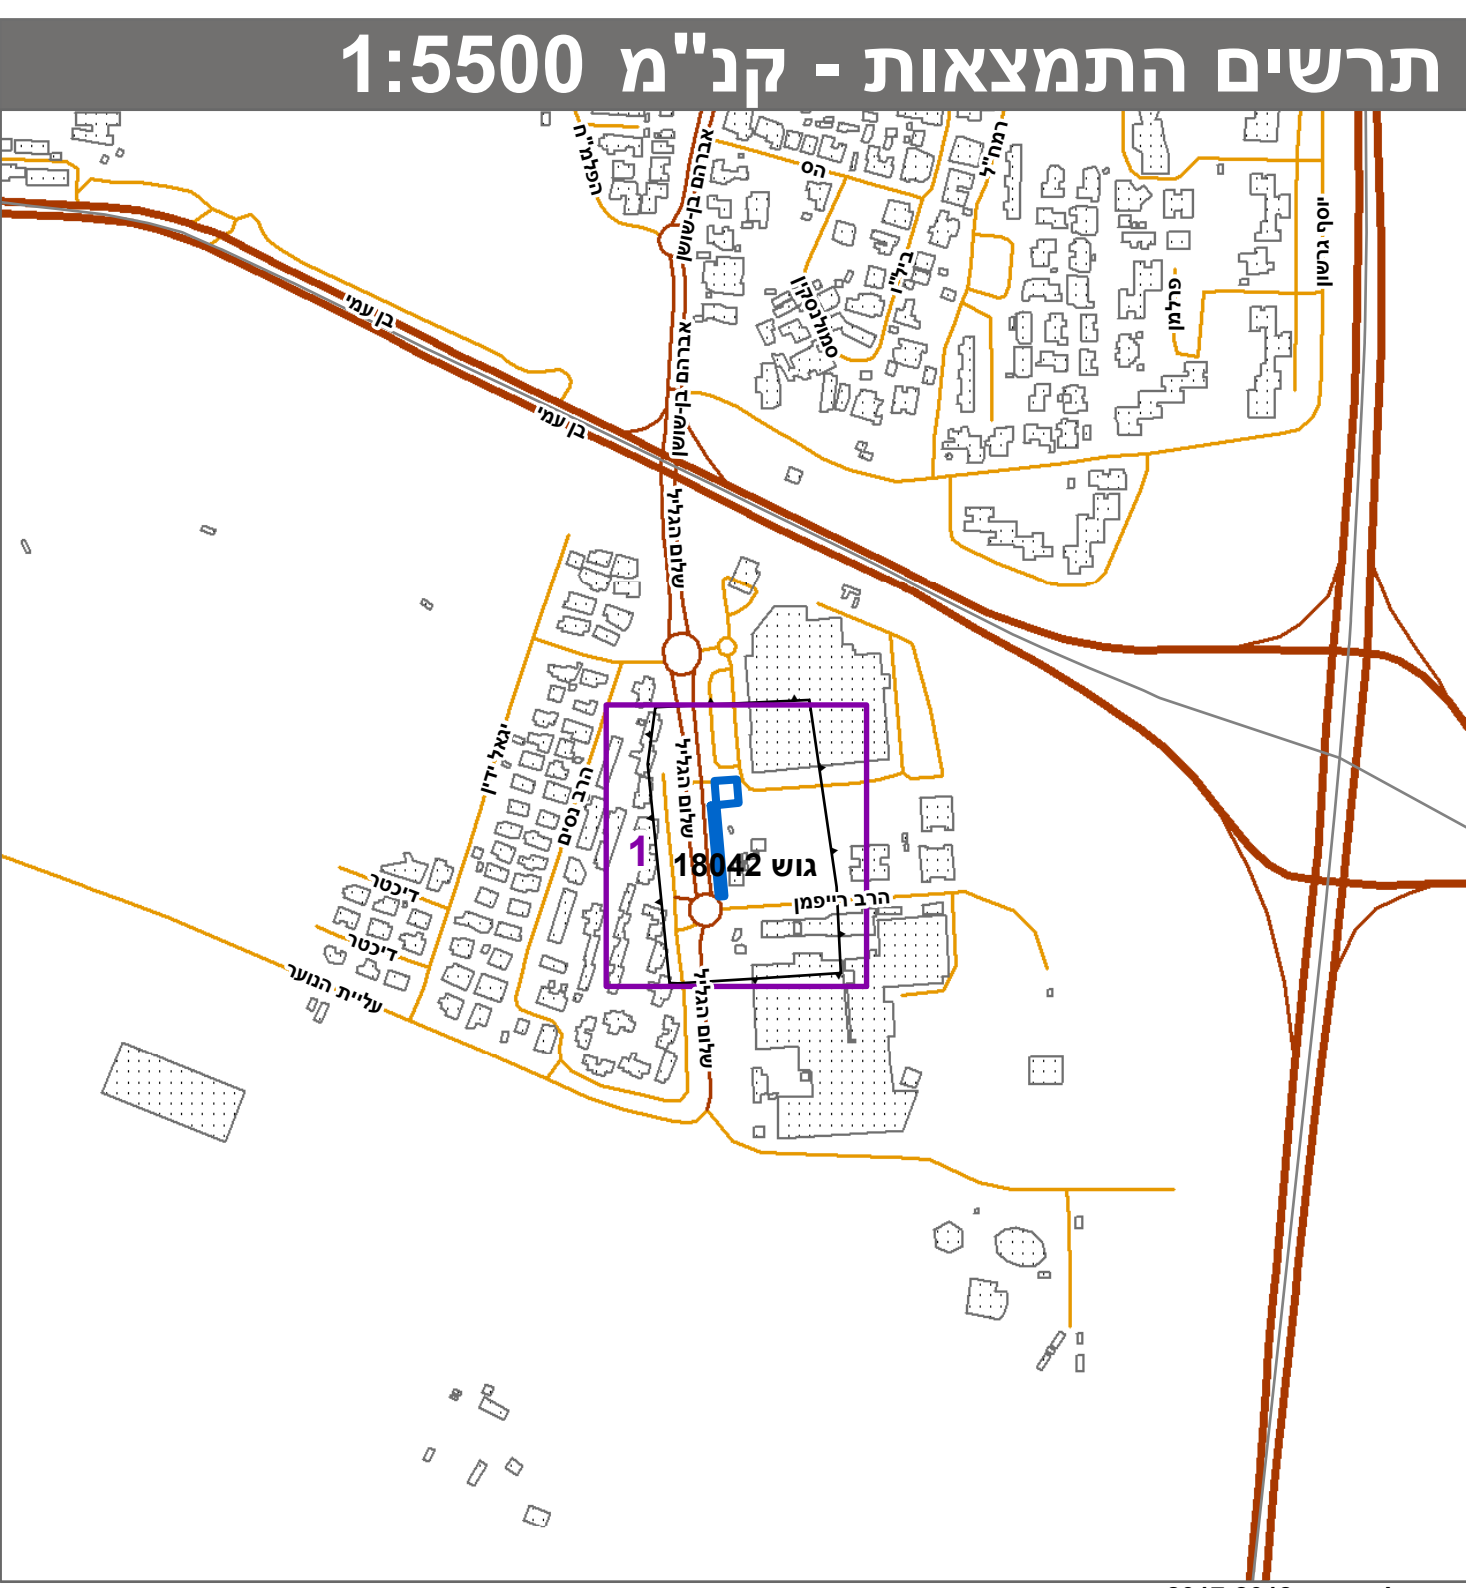 תרשים התמצאות - קנ"מ 1:5500
הפלמ"ח
אברהם בן-שושן
הס
רמח"ל
יוסף גרשון
ביל"ו
סמולנסקין
פרלמן
בן עמי
אברהם בן-שושן
בן עמי
שלום הגליל
יגאל ידין
הרב נסים
שלום הגליל
1
גוש 18042
דיכטר
הרב רייפמן
דיכטר
עליית הנוער
שלום הגליל